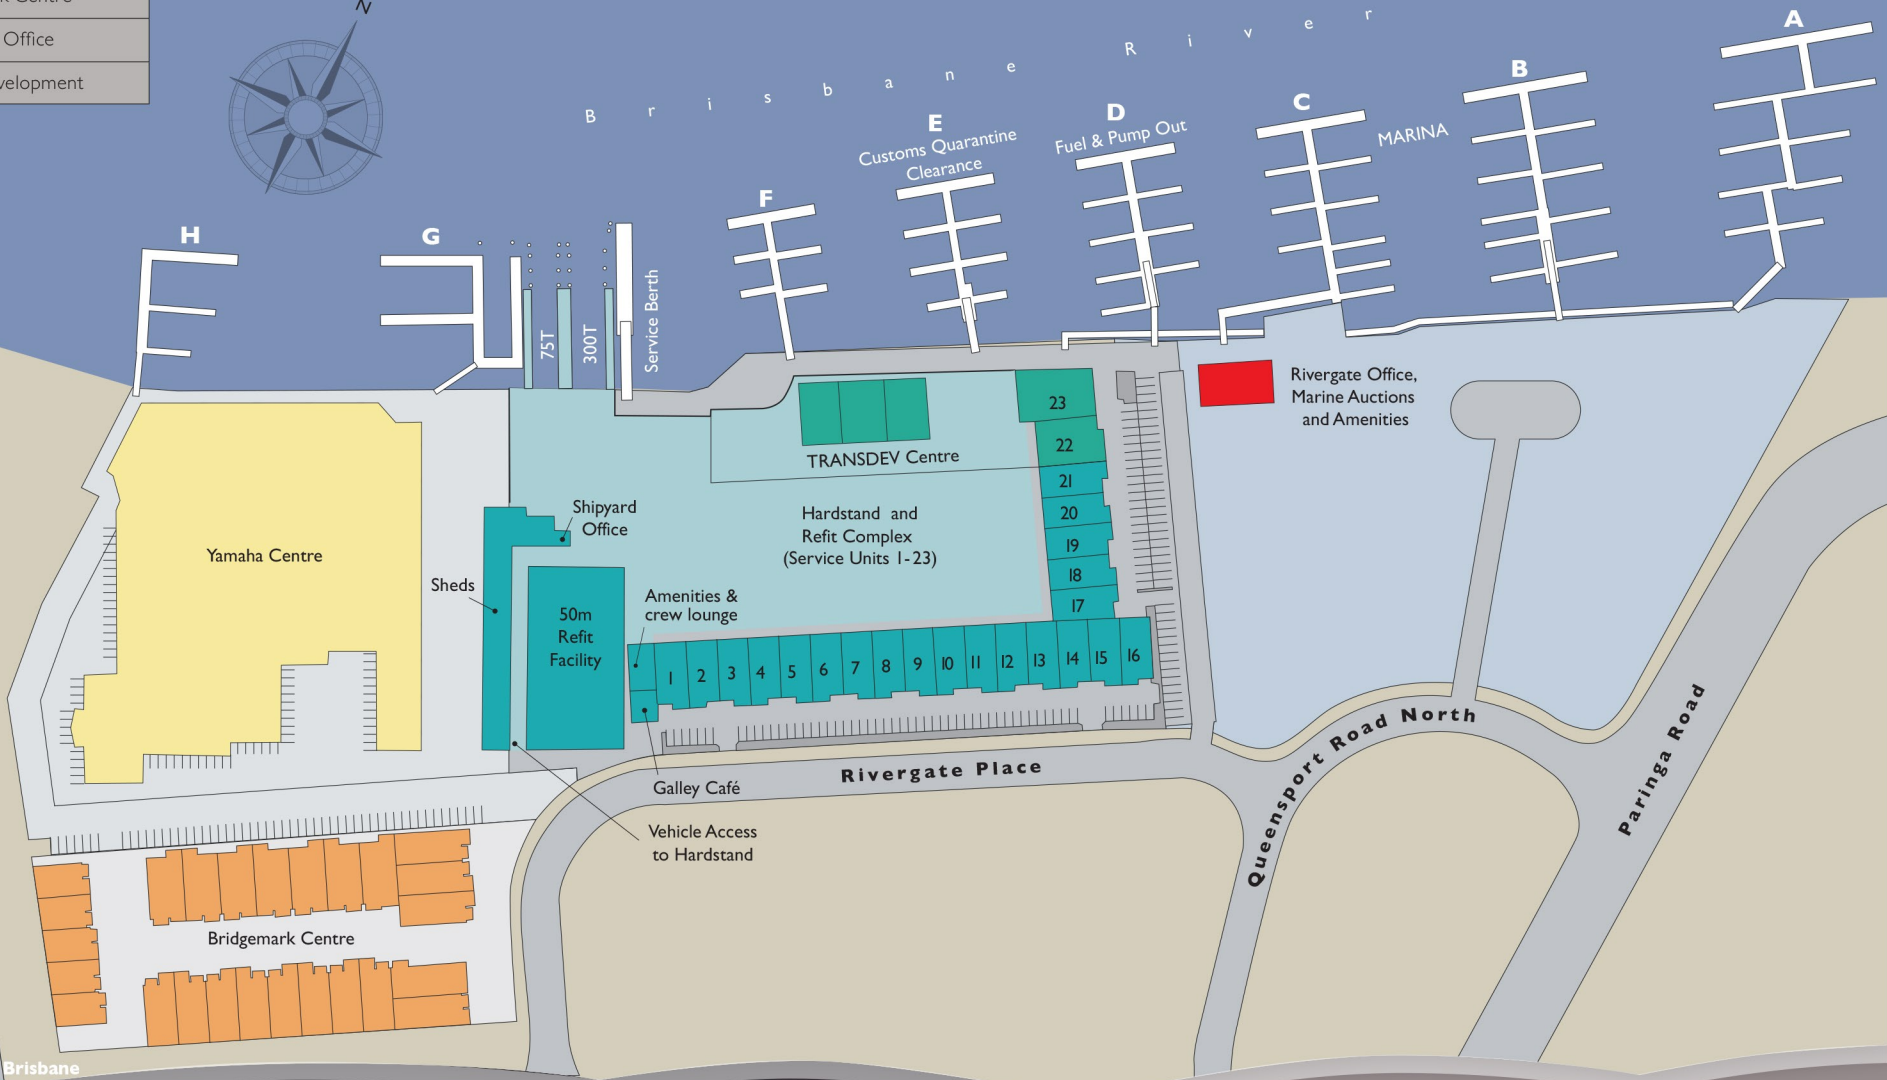 Centre
Office
N
Brisbane River
A
B
C
MARINA
D
Fuel & Pump Out
E
Customs Quarantine
Clearance
F
G
H
75T
300T
Service Berth
Rivergate Office,
Marine Auctions
and Amenities
23
22
21
20
19
18
17
TRANSDEV Centre
Hardstand and
Refit Complex
(Service Units 1-23)
Shipyard
Office
Yamaha Centre
Sheds
50m
Refit
Facility
Amenities &
crew lounge
1 2 3 4 5 6 7 8 9 10 11 12 13 14 15 16
Galley Café
Vehicle Access
to Hardstand
Rivergate Place
Queensport Road North
Paringa Road
Bridgemark Centre
Brisbane